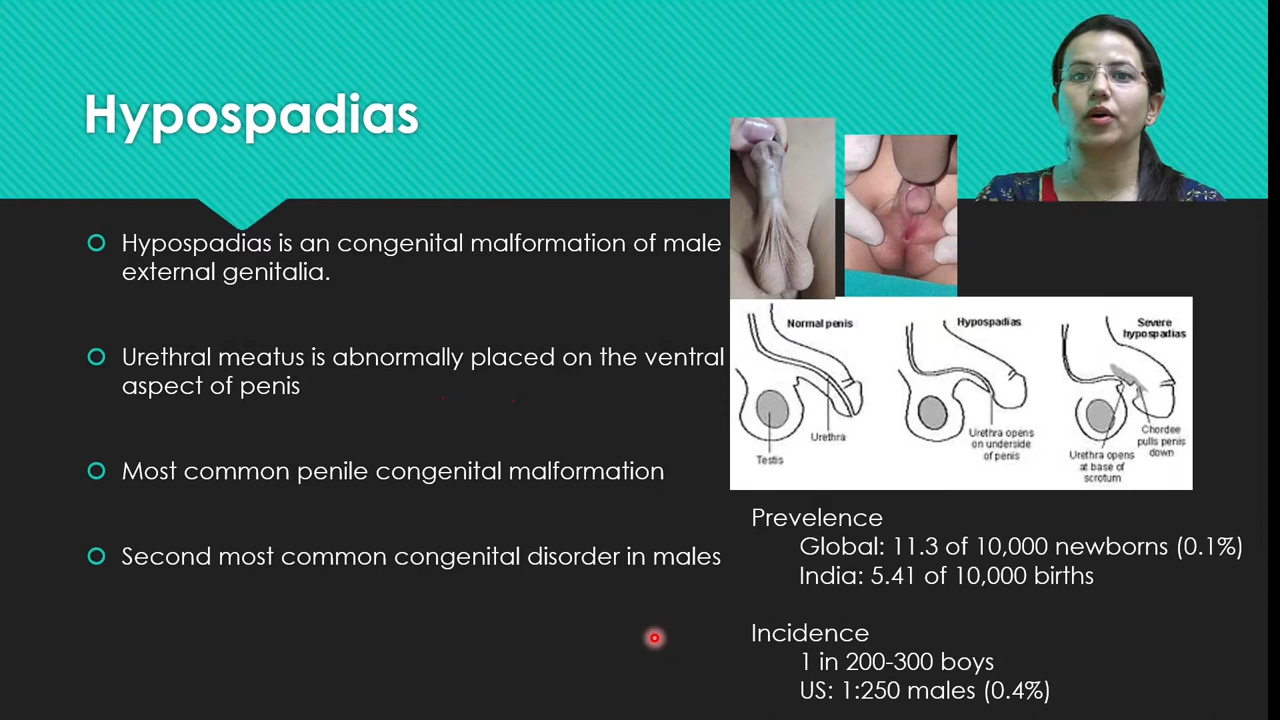 Hypospadias
Hypospadias is an congenital malformation of male
external genitalia.
Urethral meatus is abnormally placed on the ventral
aspect of penis
Most common penile congenital malformation
Second most common congenital disorder in males
Normal penis
Urethra
Testis
Hypospadias
Urethra opens
on underside
of penis
Severe
hypospadias
Chordee
pulls penis
down
Urethra opens
at base of
scrotum
Prevelence
Global: 11.3 of 10,000 newborns (0.1%)
India: 5.41 of 10,000 births
Incidence
1 in 200-300 boys
US: 1:250 males (0.4%)